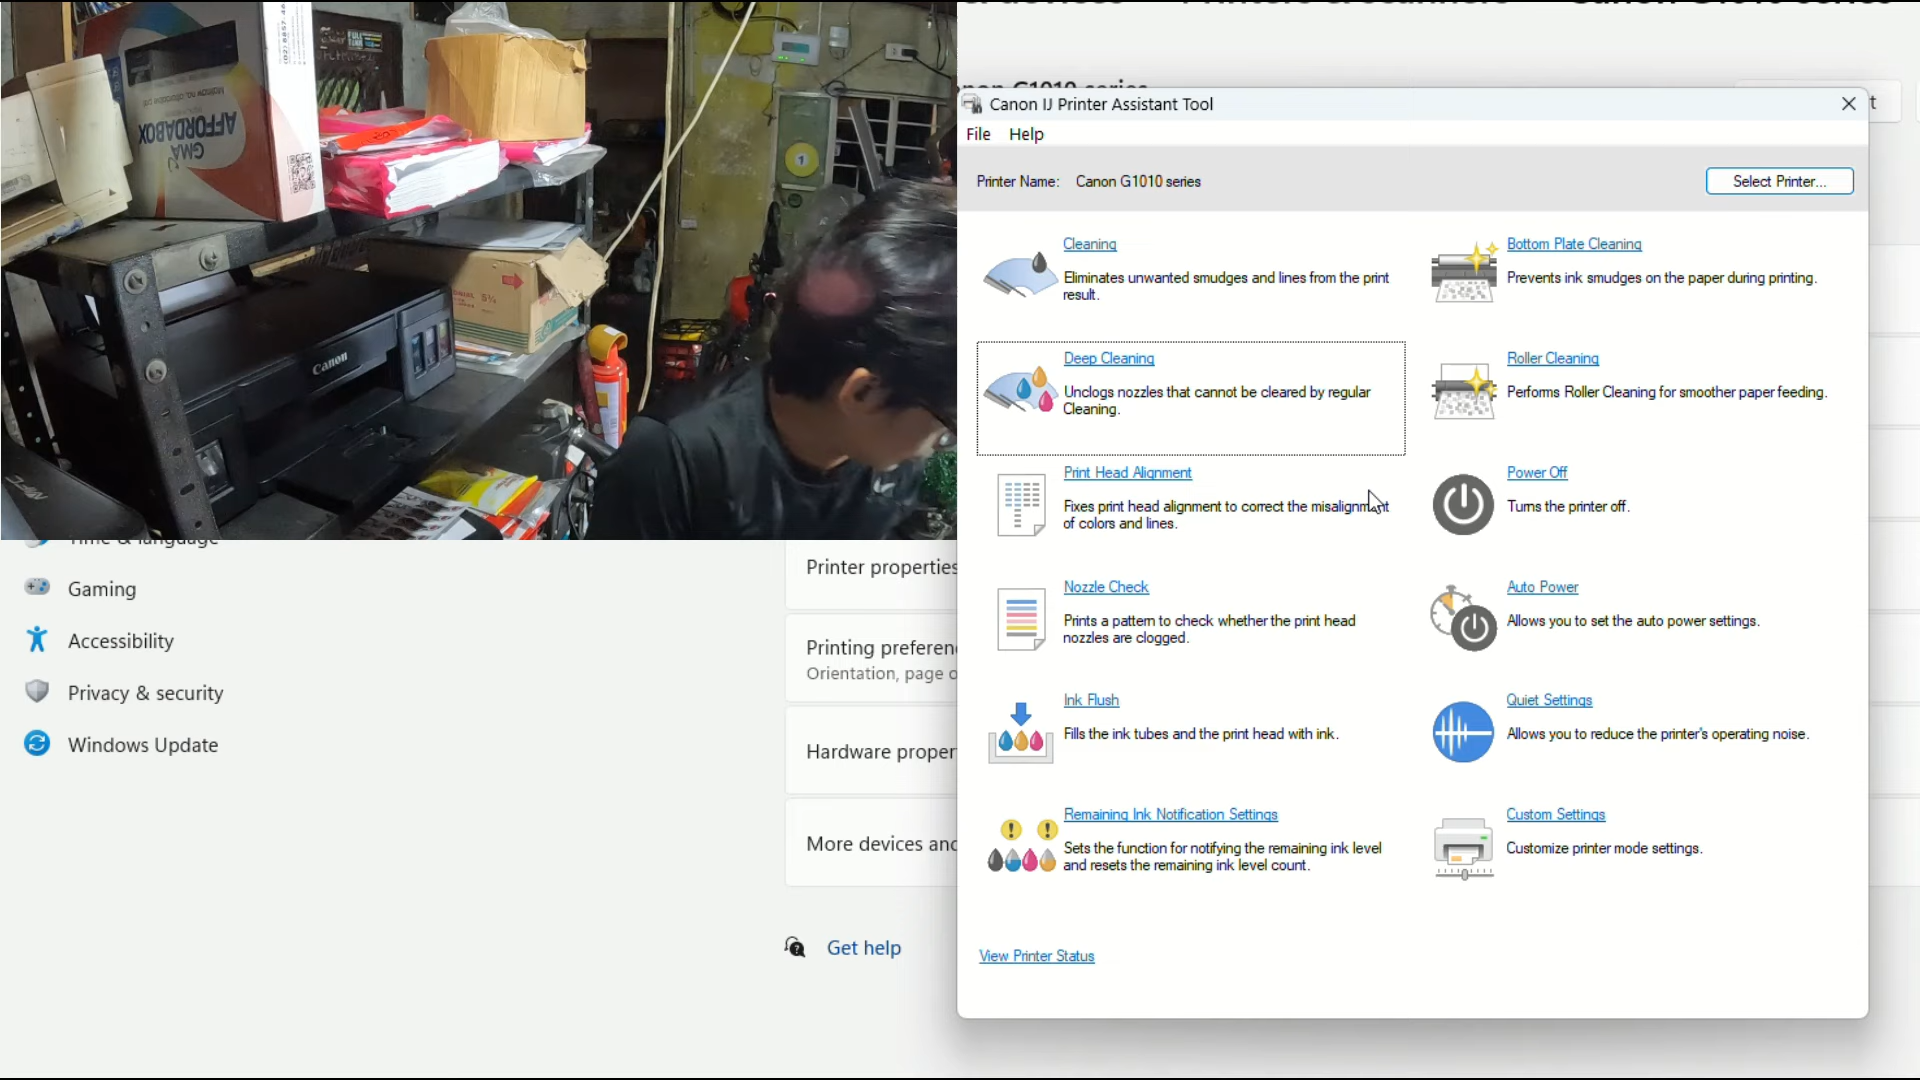 GMA
AFFORDABOX
Canon
1
Canon IJ Printer Assistant Tool
File Help
Printer Name: Canon G1010 series
Select Printer...
Cleaning
Eliminates unwanted smudges and lines from the print
result.
Bottom Plate Cleaning
Prevents ink smudges on the paper during printing.
Deep Cleaning
Unclogs nozzles that cannot be cleared by regular
Cleaning.
Roller Cleaning
Performs Roller Cleaning for smoother paper feeding.
Print Head Alignment
Fixes print head alignment to correct the misalignment
of colors and lines.
Power Off
Turns the printer off.
Nozzle Check
Prints a pattern to check whether the print head
nozzles are clogged.
Auto Power
Allows you to set the auto power settings.
Ink Flush
Fills the ink tubes and the print head with ink.
Quiet Settings
Allows you to reduce the printer's operating noise.
Remaining Ink Notification Settings
Sets the function for notifying the remaining ink level
and resets the remaining ink level count.
Custom Settings
Customize printer mode settings.
View Printer Status
Time & language
Gaming
Accessibility
Privacy & security
Windows Update
Printer properties
Printing preferen
Orientation, page o
Hardware proper
More devices and
Get help